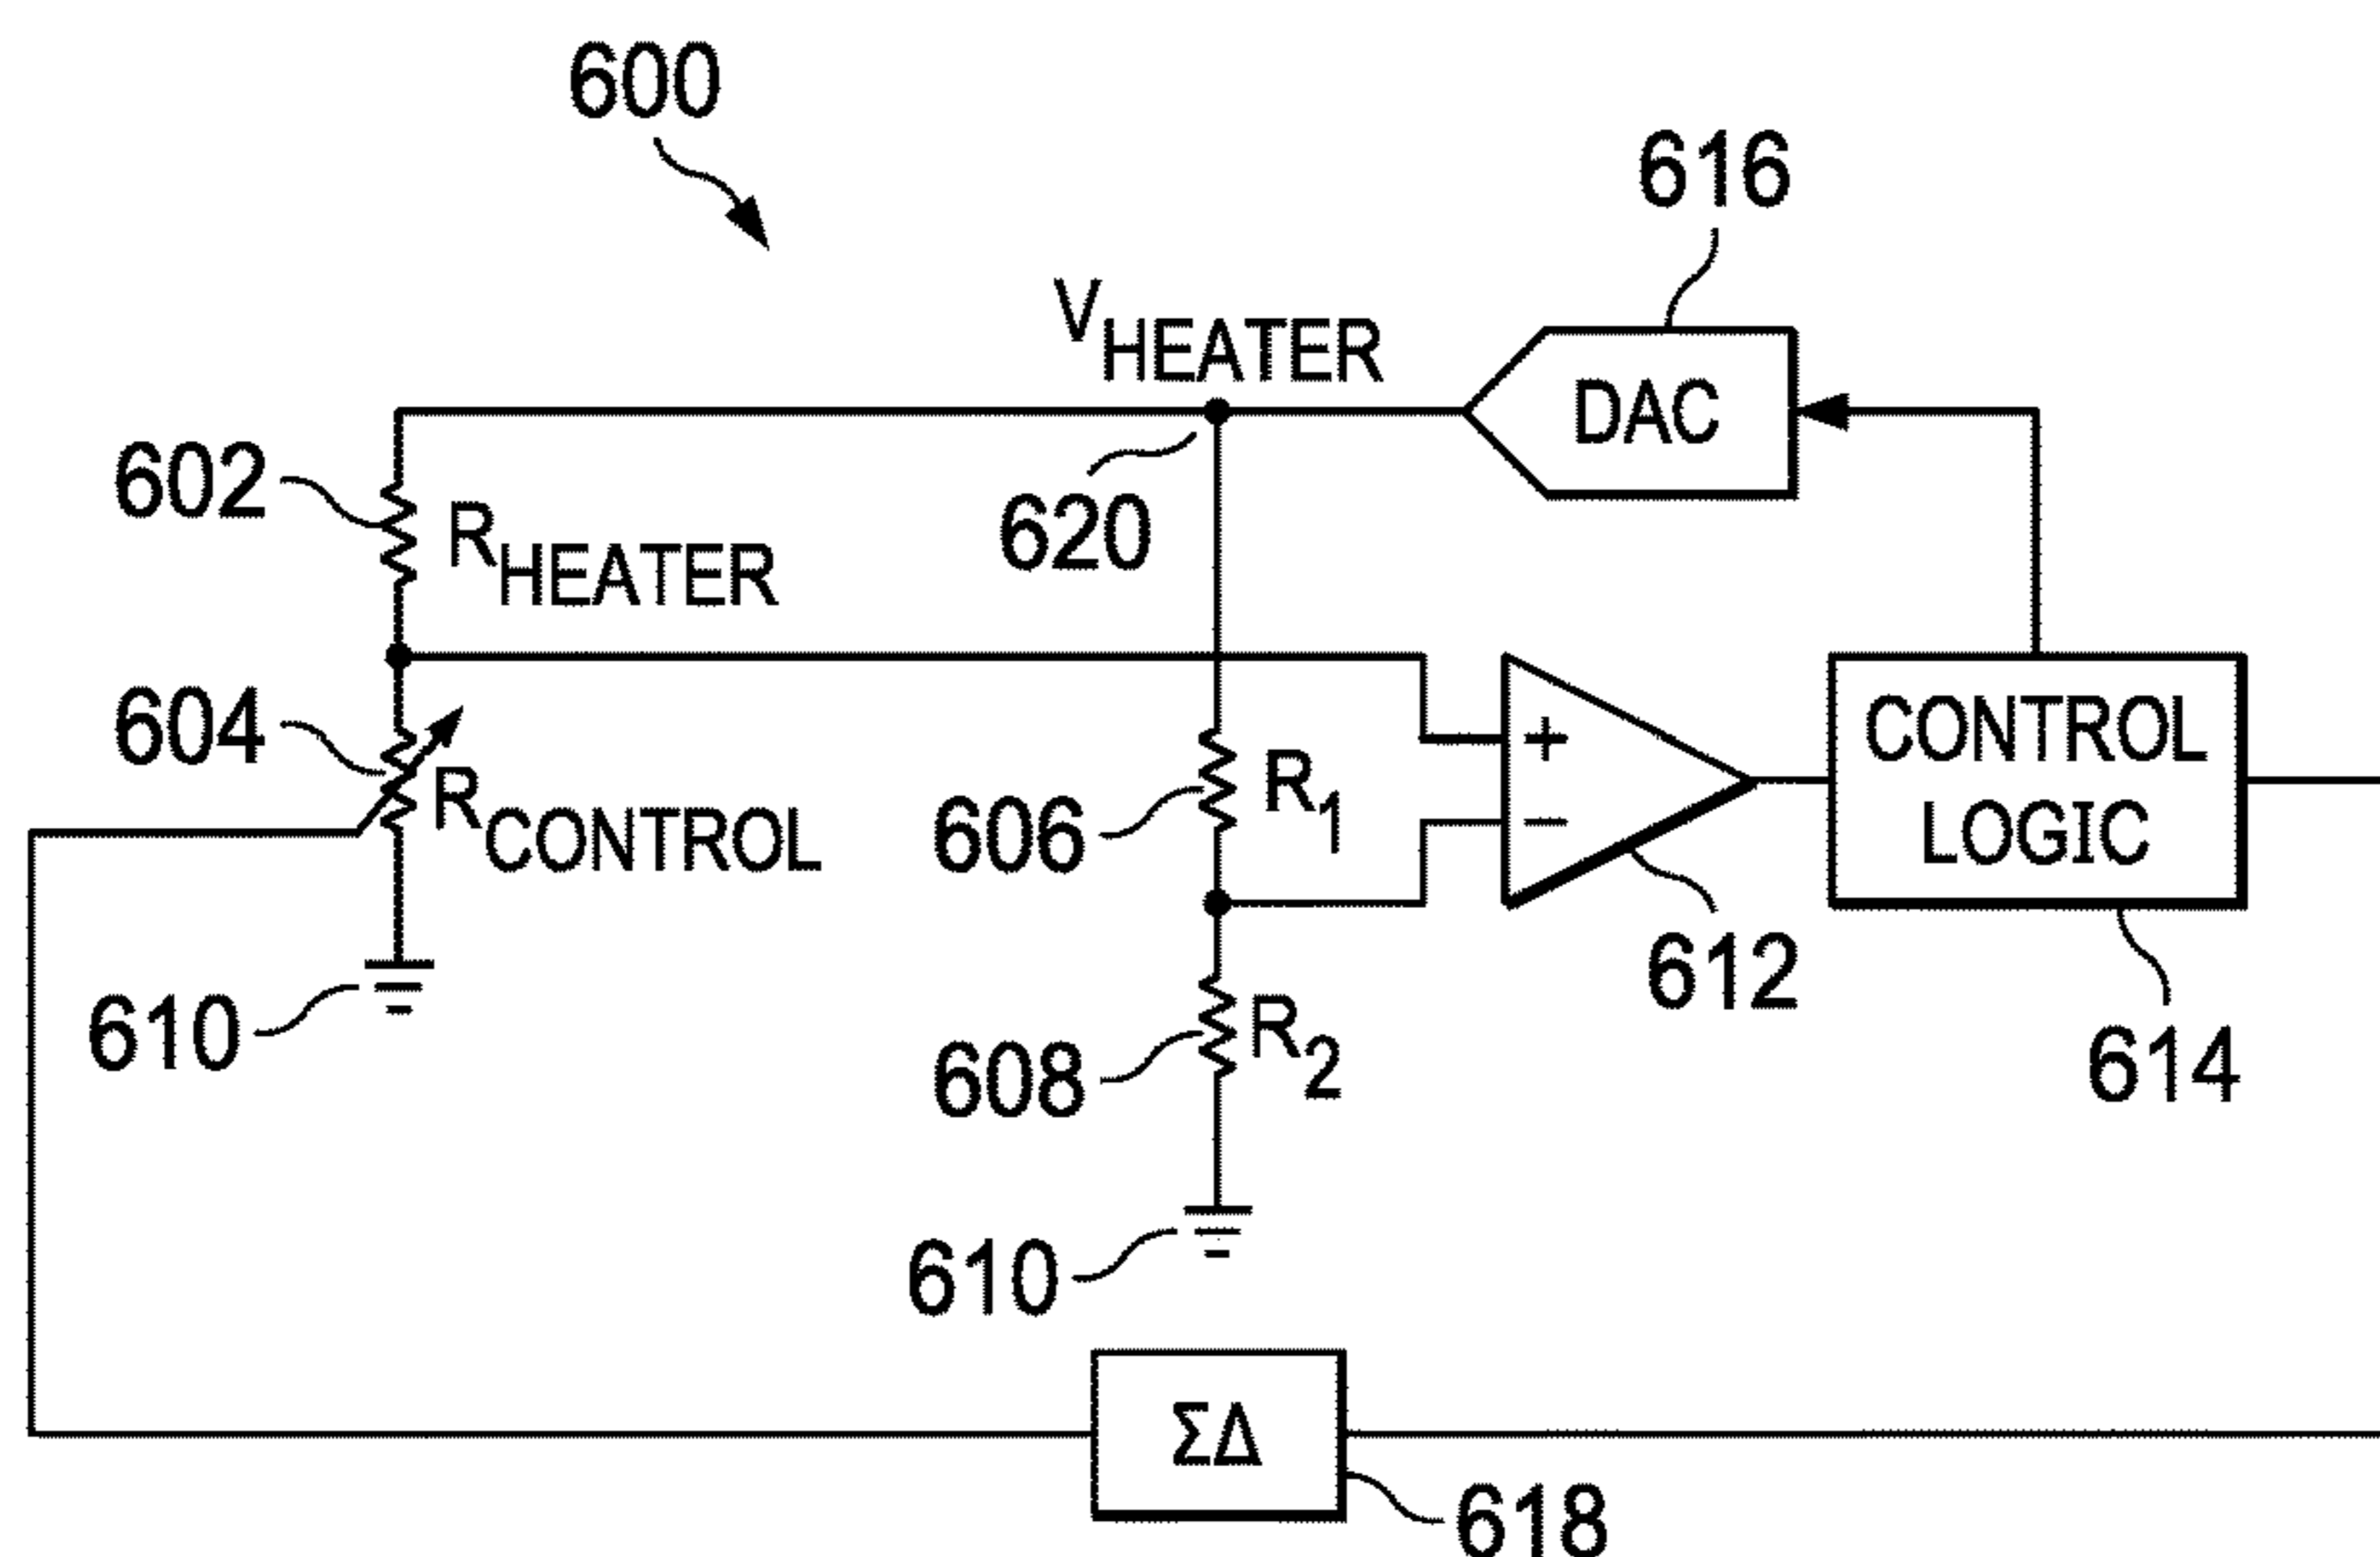 600
616
VHEATER
DAC
602
RHEATER
620
604
RCONTROL
606
R1
+
−
CONTROL
LOGIC
612
614
610
608
R2
610
ΣΔ
618